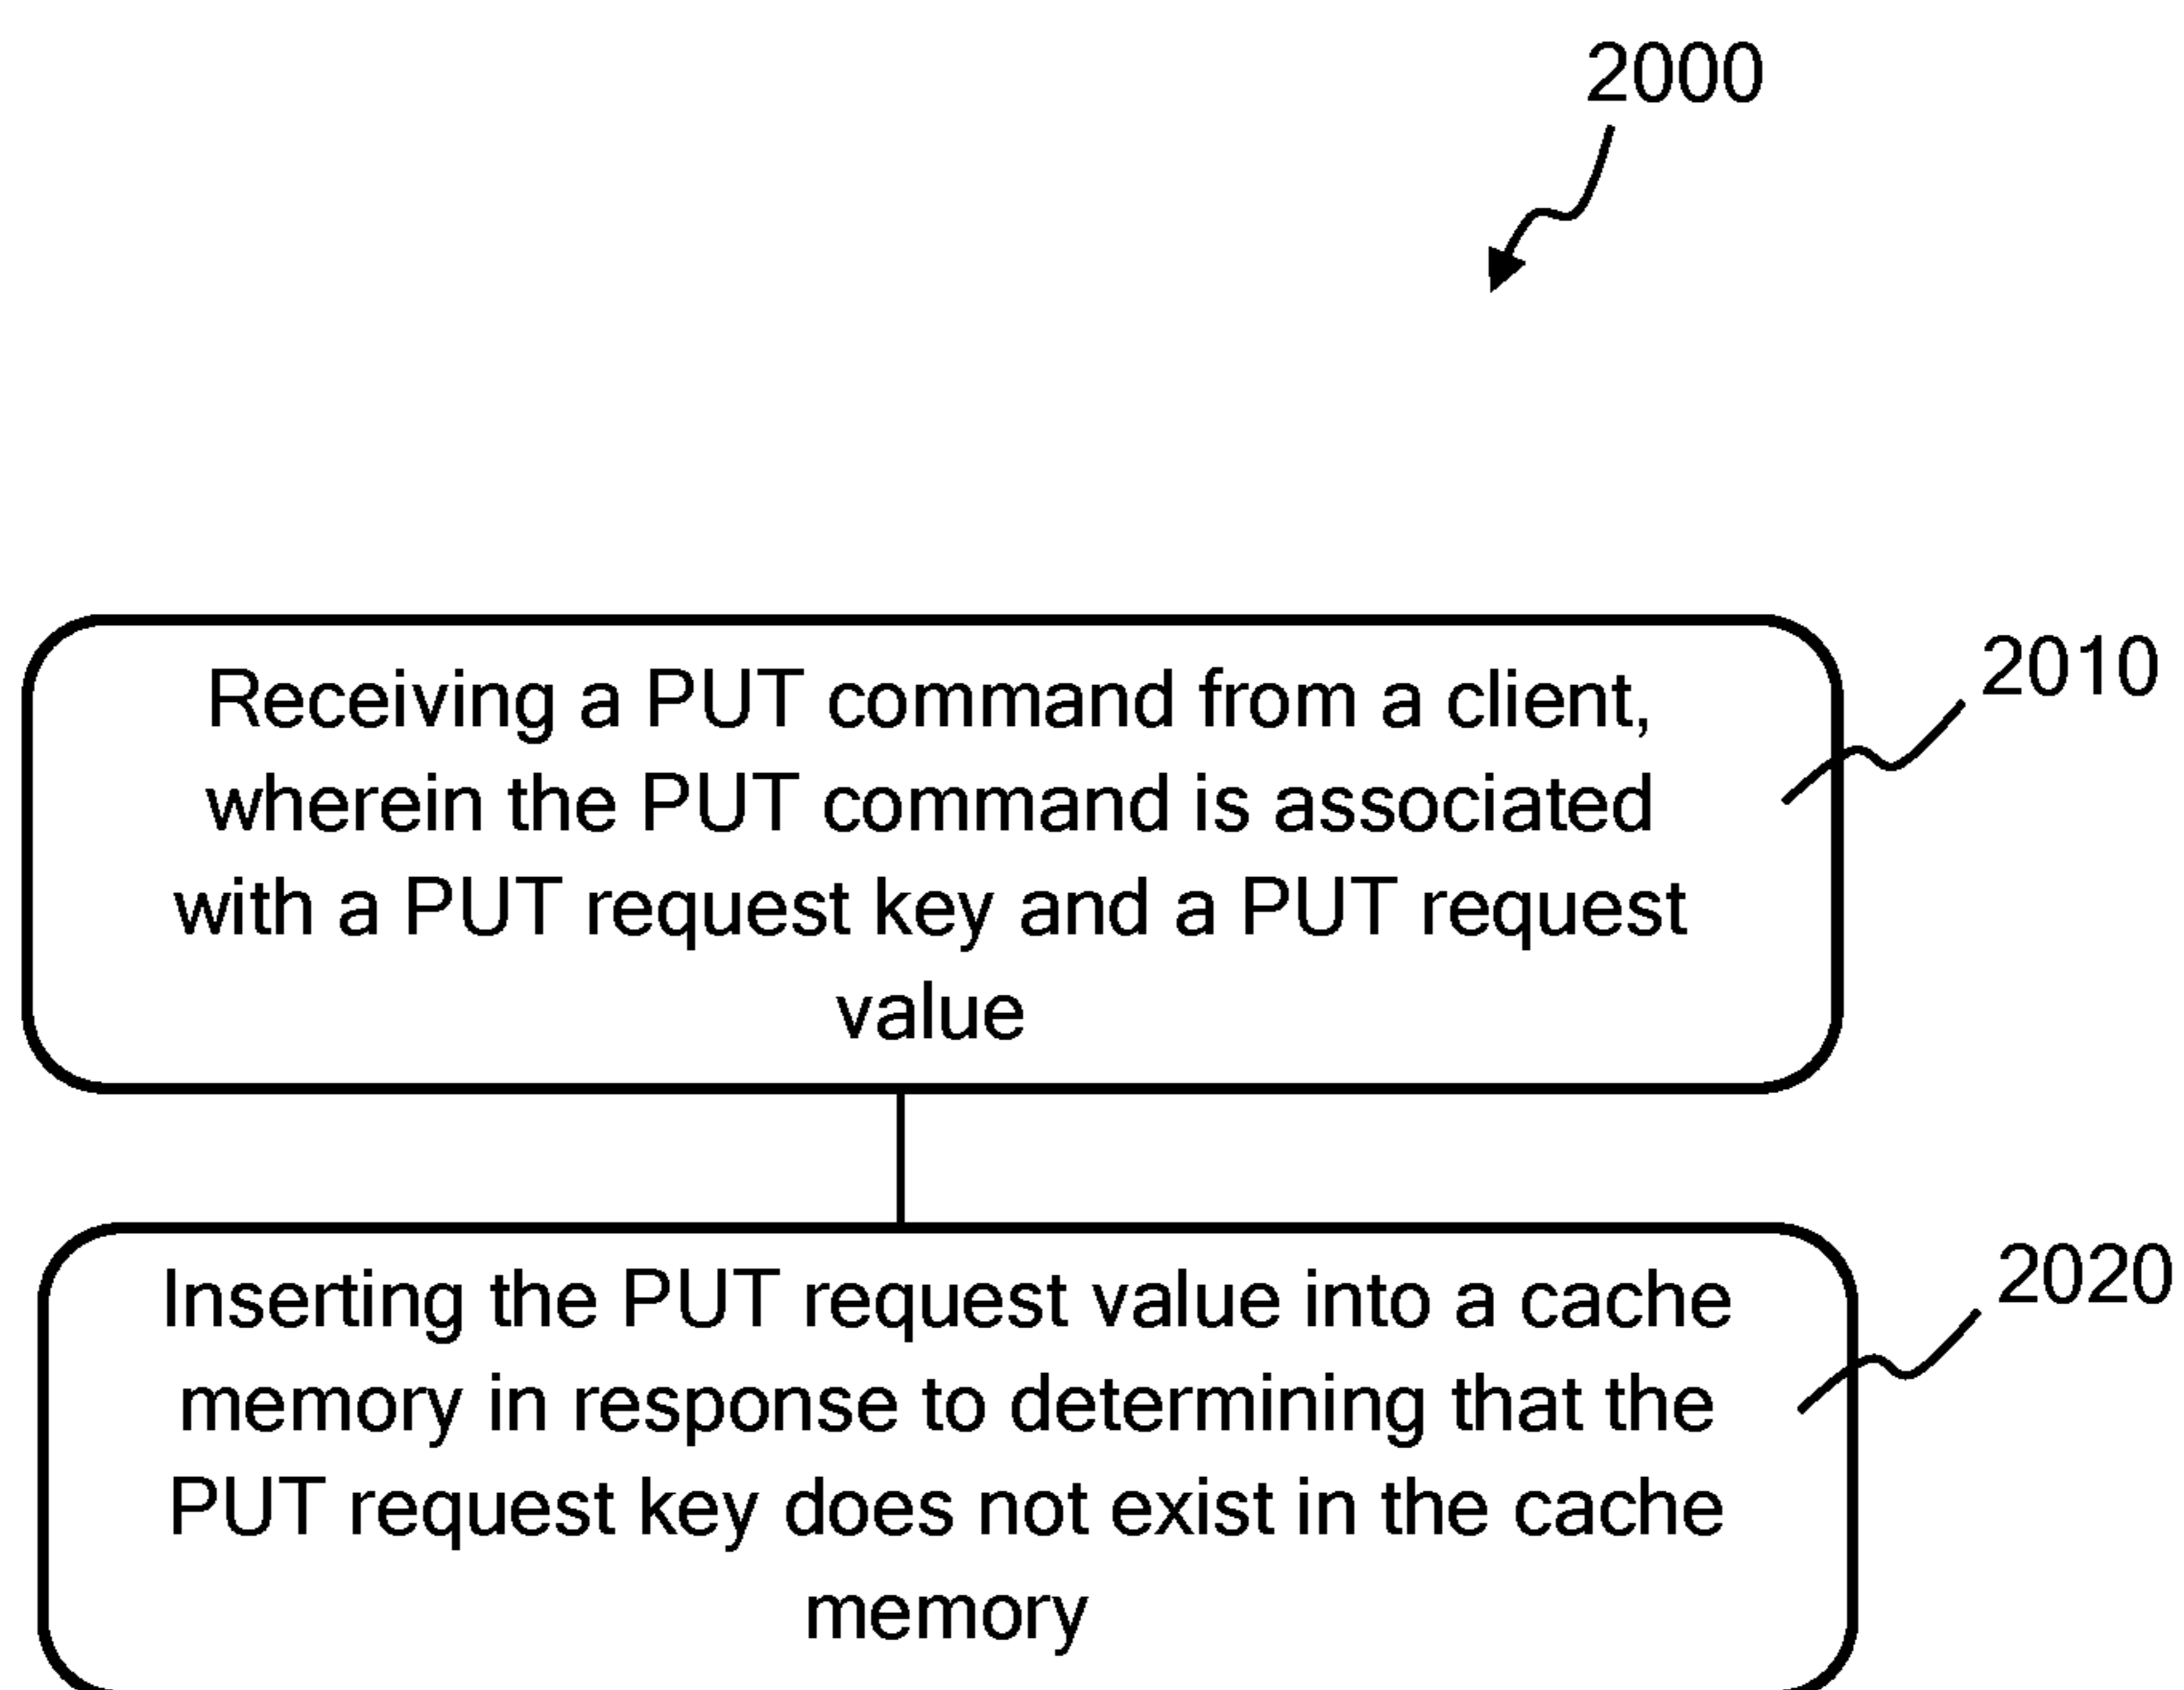 2000
Receiving a PUT command from a client,
2010
wherein the PUT command is associated
with a PUT request key and a PUT request
value
Inserting the PUT request value into a cache
2020
memory in response to determining that the
PUT request key does not exist in the cache
memory